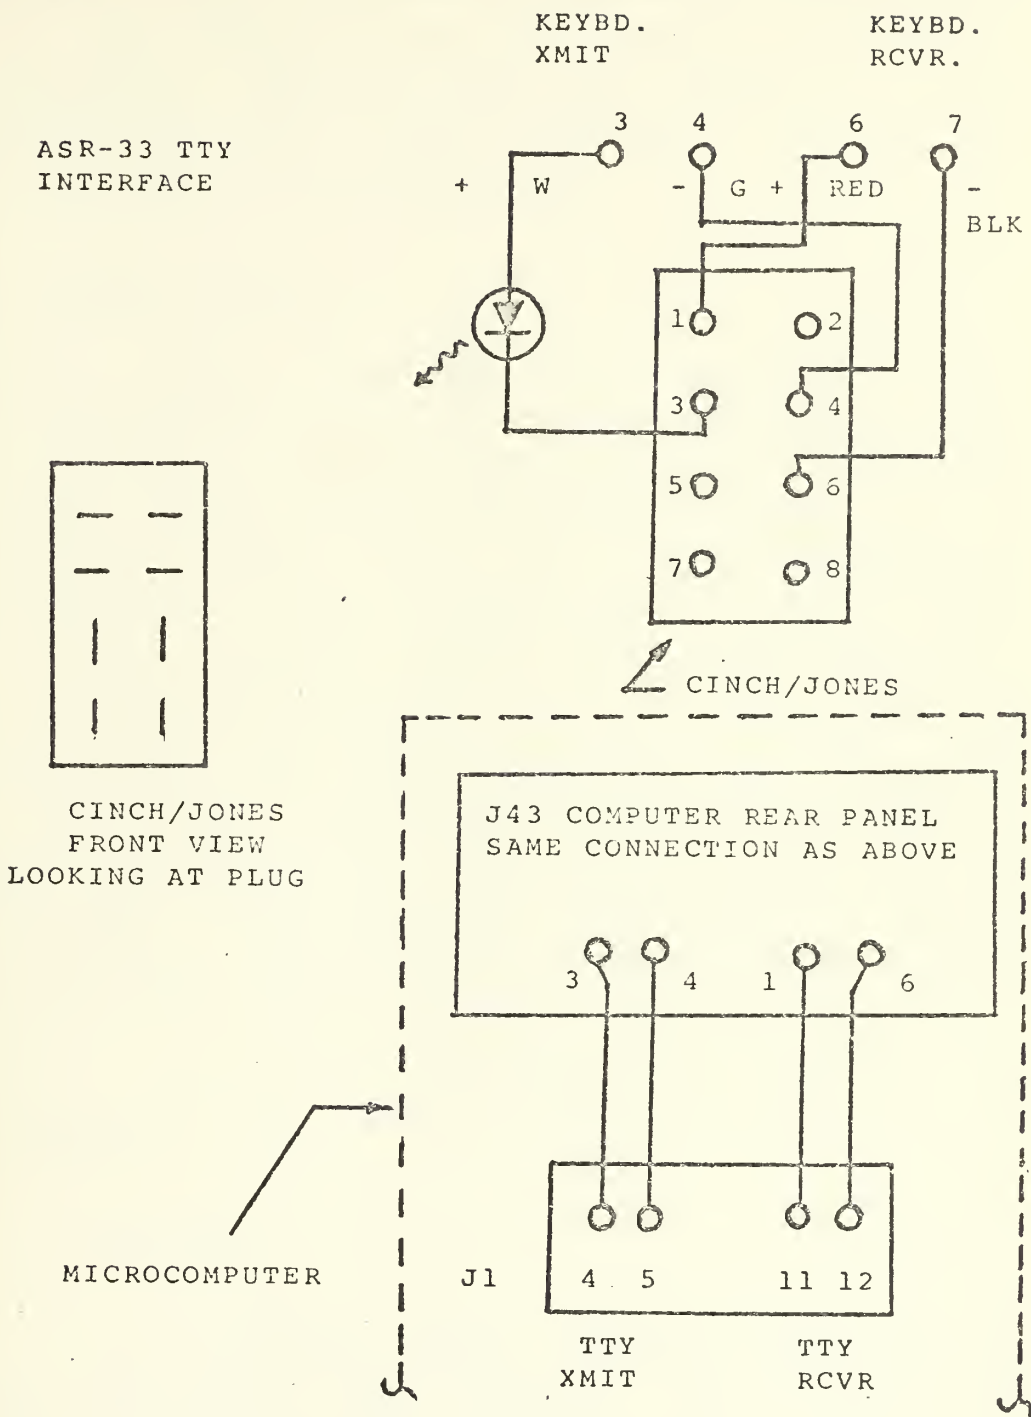 KEYBD.
XMIT
KEYBD.
RCVR.
ASR-33 TTY
INTERFACE
3 4 6 7
+ W - G + RED -
BLK
1 2
3 4
5 6
7 8
CINCH/JONES
CINCH/JONES
FRONT VIEW
LOOKING AT PLUG
J43 COMPUTER REAR PANEL
SAME CONNECTION AS ABOVE
3 4 1 6
MICROCOMPUTER
J1 4 5 11 12
TTY
XMIT
TTY
RCVR